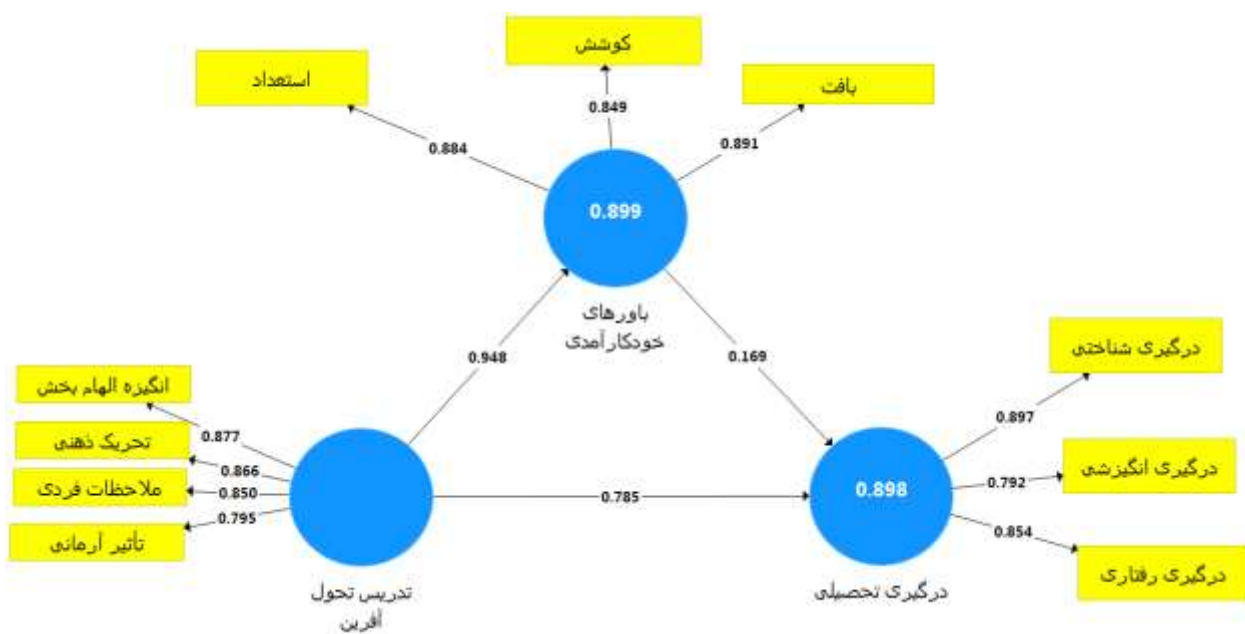 کوشش
استعداد
بافت
0.849
0.884
0.891
0.899
باورهای
خودکارآمدی
0.948
0.169
درگیری شناختی
انگیزه الهام بخش
0.877
0.897
تحریک ذهنی
0.866
درگیری انگیزشی
0.792
ملاحظات فردی
0.850
0.785
0.898
0.795
0.854
تأثیر آرمانی
درگیری رفتاری
تدریس تحول
آفرین
درگیری تحصیلی